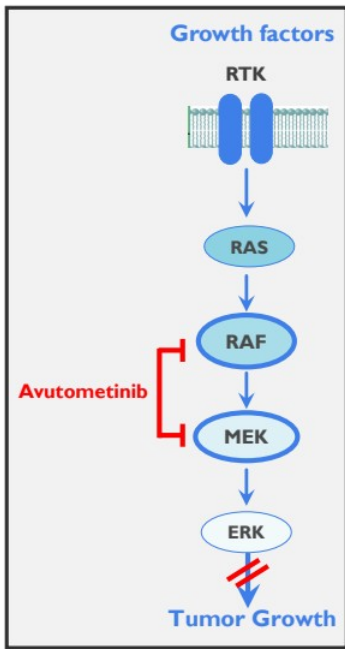 Growth factors
RTK
RAS
RAF
Avutometinib
MEK
ERK
Tumor Growth